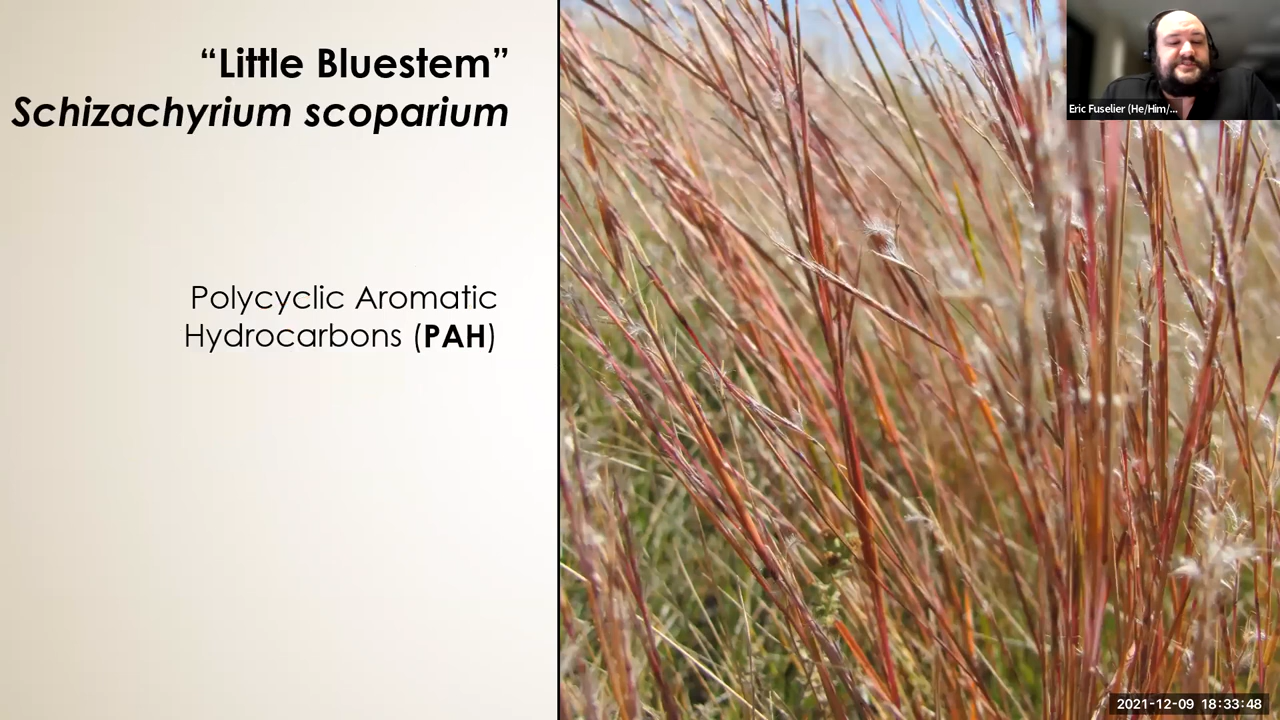 “Little Bluestem”
Schizachyrium scoparium
Polycyclic Aromatic
Hydrocarbons (PAH)
Eric Fuselier (He/Him/...
2021-12-09 18:33:48